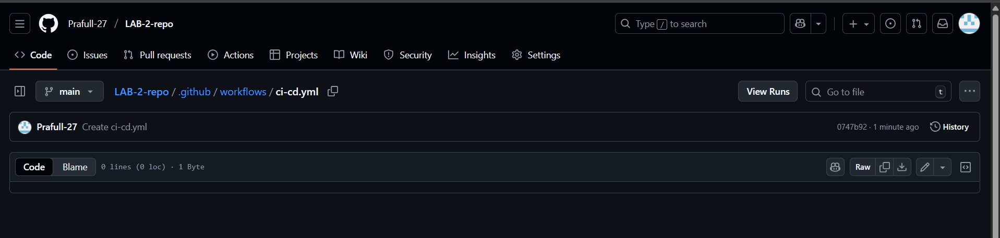 Prafull-27 / LAB-2-repo
Type / to search
Code Issues Pull requests Actions Projects Wiki Security Insights Settings
main LAB-2-repo / .github / workflows / ci-cd.yml View Runs Go to file t
Prafull-27 Create ci-cd.yml 0747b92 · 1 minute ago History
Code Blame 0 lines (0 loc) · 1 Byte Raw